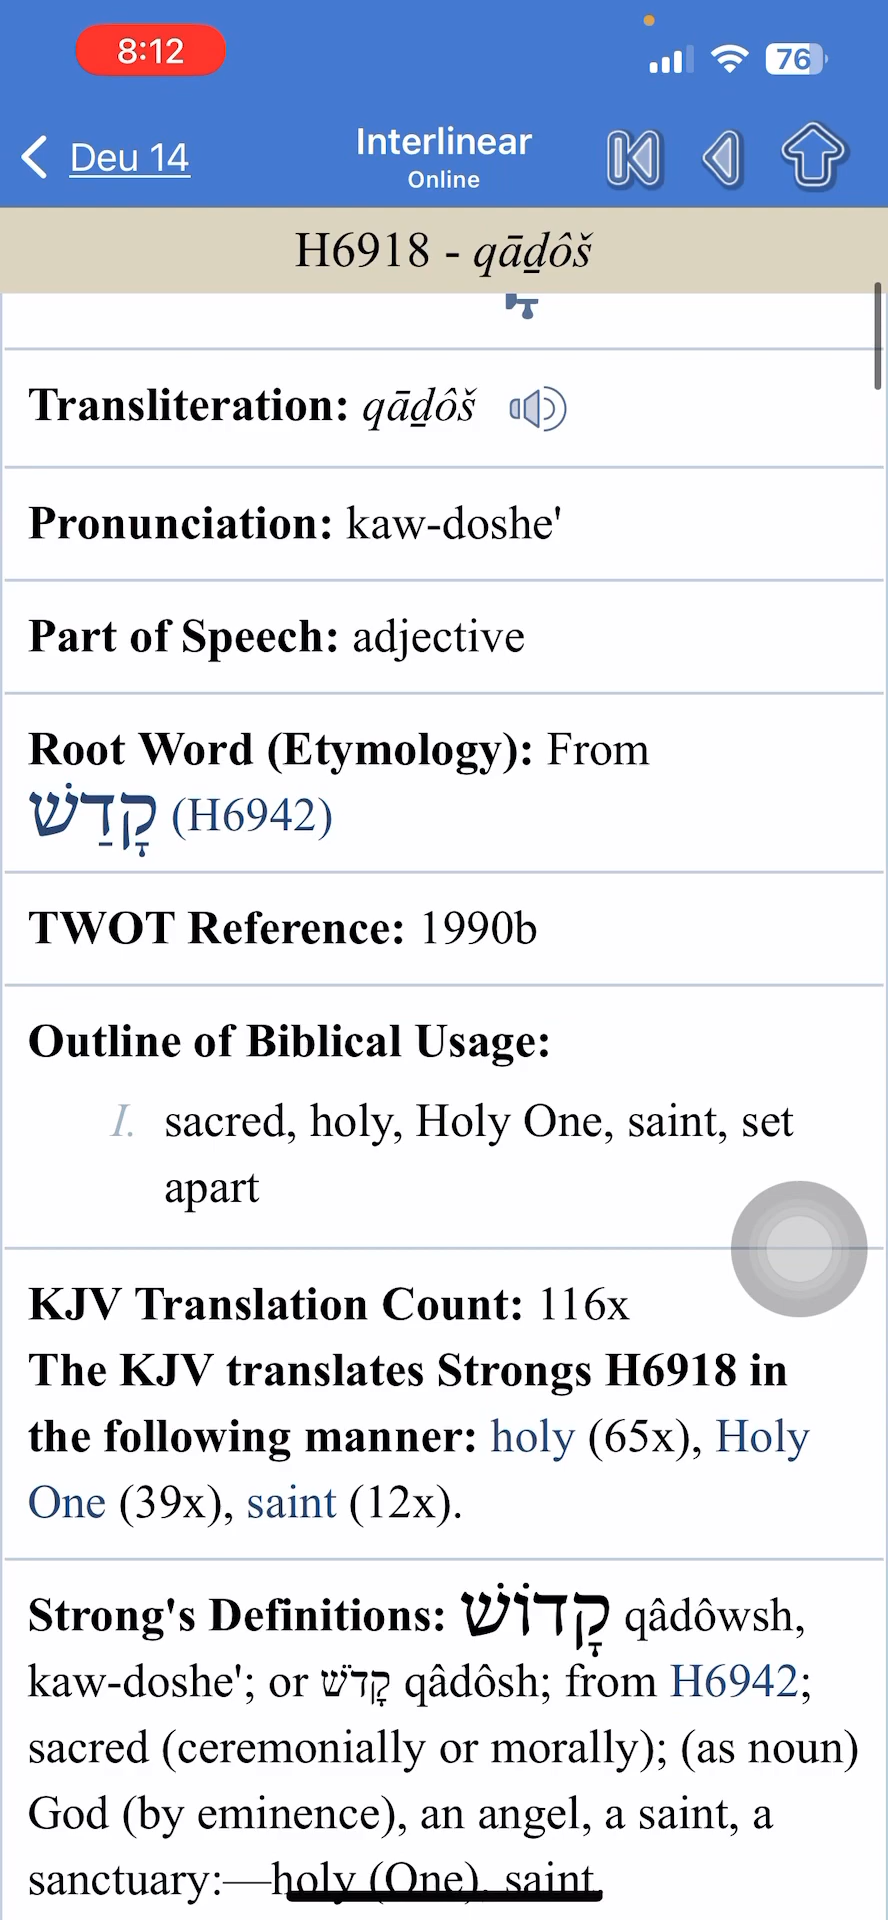 8:12
76
Deu 14
Interlinear
Online
H6918 - qāḏôš
Transliteration: qāḏôš
Pronunciation: kaw-doshe'
Part of Speech: adjective
Root Word (Etymology): From
קָדַשׁ (H6942)
TWOT Reference: 1990b
Outline of Biblical Usage:
I. sacred, holy, Holy One, saint, set
apart
KJV Translation Count: 116x
The KJV translates Strongs H6918 in
the following manner: holy (65x), Holy
One (39x), saint (12x).
Strong's Definitions: קָדוֹשׁ qâdôwsh,
kaw-doshe'; or קָדֹשׁ qâdôsh; from H6942;
sacred (ceremonially or morally); (as noun)
God (by eminence), an angel, a saint, a
sanctuary:—holy (One), saint.